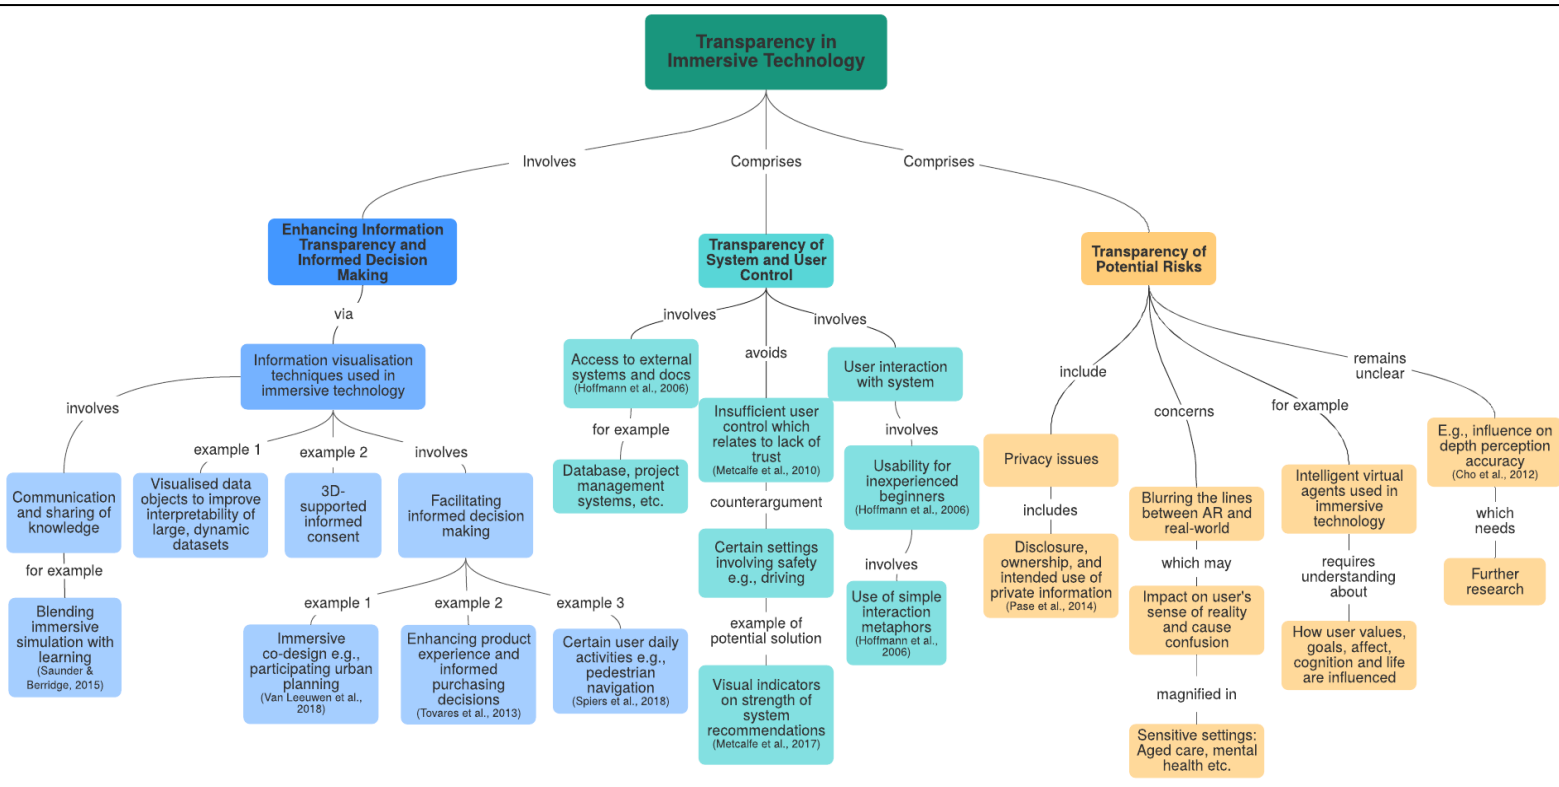 Transparency in
Immersive Technology
Involves
Comprises
Comprises
Enhancing Information
Transparency and
Informed Decision
Making
via
Information visualisation
techniques used in
immersive technology
involves
Communication
and sharing of
knowledge
for example
Blending
immersive
simulation with
learning
(Saunder &
Berridge, 2015)
example 1
Visualised data
objects to improve
interpretability of
large, dynamic
datasets
example 2
3D-
supported
informed
consent
involves
Facilitating
informed decision
making
example 1
Immersive
co-design e.g.,
participating urban
planning
(Van Leeuwen et al.,
2018)
example 2
Enhancing product
experience and
informed
purchasing
decisions
(Tovares et al., 2013)
example 3
Certain user daily
activities e.g.,
pedestrian
navigation
(Spiers et al., 2018)
Transparency of
System and User
Control
involves
Access to external
systems and docs
(Hoffmann et al., 2006)
for example
Database, project
management
systems, etc.
avoids
Insufficient user
control which
relates to lack of
trust
(Metcalfe et al., 2010)
counterargument
Certain settings
involving safety
e.g., driving
example of
potential solution
Visual indicators
on strength of
system
recommendations
(Metcalfe et al., 2017)
involves
User interaction
with system
involves
Usability for
inexperienced
beginners
(Hoffmann et al., 2006)
involves
Use of simple
interaction
metaphors
(Hoffmann et al.,
2006)
Transparency of
Potential Risks
include
Privacy issues
includes
Disclosure,
ownership, and
intended use of
private information
(Pase et al., 2014)
concerns
Blurring the lines
between AR and
real-world
which may
Impact on user's
sense of reality
and cause
confusion
magnified in
Sensitive settings:
Aged care, mental
health etc.
for example
Intelligent virtual
agents used in
immersive
technology
requires
understanding
about
How user values,
goals, affect,
cognition and life
are influenced
remains
unclear
E.g., influence on
depth perception
accuracy
(Cho et al., 2012)
which
needs
Further
research